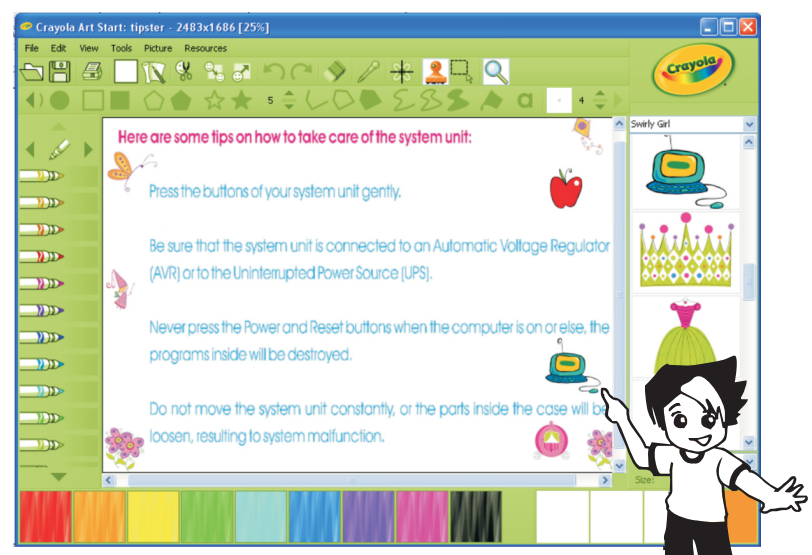 Crayola Art Start: tipster - 2483x1686 [25%]
File Edit View Tools Picture Resources
Crayola
5
a
4
Swirly Girl
Here are some tips on how to take care of the system unit:
Press the buttons of your system unit gently.
Be sure that the system unit is connected to an Automatic Voltage Regulator
(AVR) or to the Uninterrupted Power Source (UPS).
Never press the Power and Reset buttons when the computer is on or else, the
programs inside will be destroyed.
Do not move the system unit constantly, or the parts inside the case will be
loosen, resulting to system malfunction.
Size: